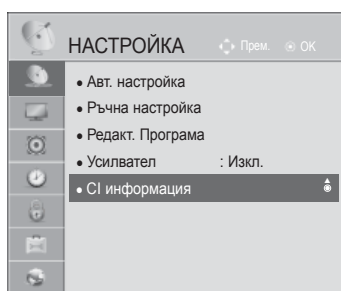 НАСТРОЙКА Прем. OK
• Авт. настройка
• Ръчна настройка
• Редакт. Програма
• Усилвател : Изкл.
• CI информация